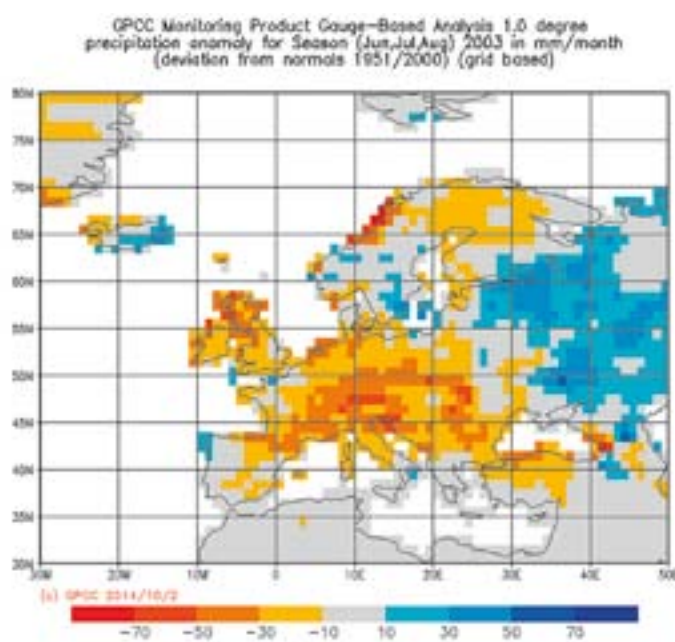 GPCC Monitoring Product Gauge-Based Analysis 1.0 degree
precipitation anomaly for Season (Jun,Jul,Aug) 2003 in mm/month
(deviation from normals 1951/2000) (grid based)
80N
75N
70N
65N
60N
55N
50N
45N
40N
35N
30N
30W 20W 10W 0 10E 20E 30E 40E 50E
(c) GPCC 2014/10/2
-70 -50 -30 -10 10 30 50 70